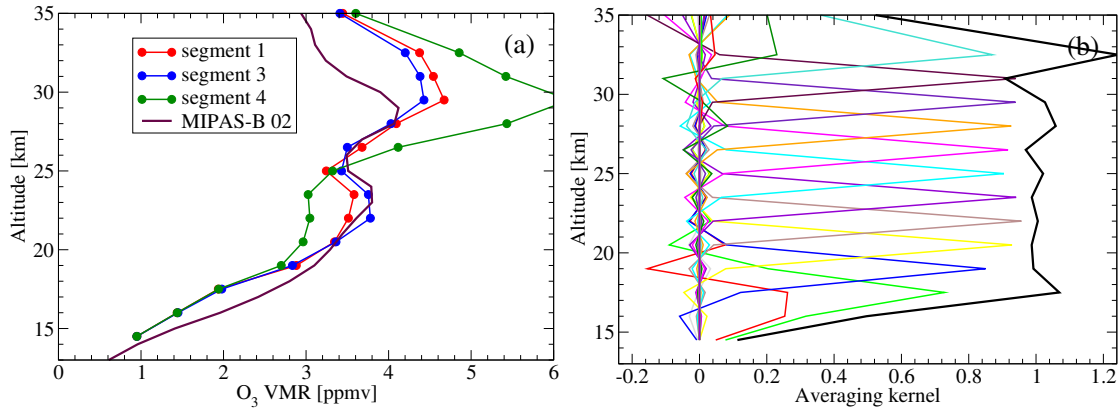 35
30
25
20
15
Altitude [km]
0
1
2
3
4
5
6
O₃ VMR [ppmv]
(a)
segment 1
segment 3
segment 4
MIPAS-B 02
35
30
25
20
15
Altitude [km]
-0.2
0
0.2
0.4
0.6
0.8
1
1.2
Averaging kernel
(b)